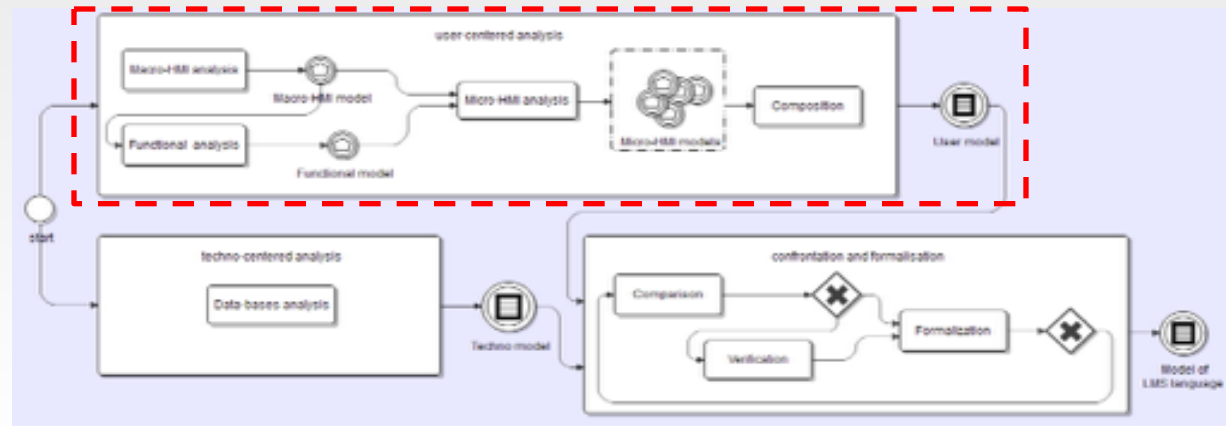 user-centered analysis
Macro-HMI analysis
Macro-HMI model
Micro-HMI analysis
Composition
Functional analysis
Functional model
Micro-HMI models
User model
start
techno-centered analysis
Data-bases analysis
Techno model
confrontation and formalisation
Comparison
Formalization
Verification
Model of
LMS language